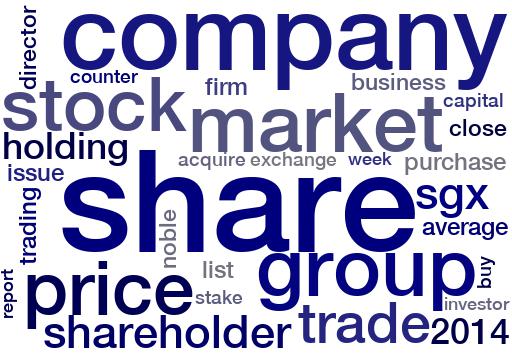 director
company
counter
firm
business
stock
market
capital
close
holding
acquire
exchange
week
purchase
issue
share
sgx
trading
average
noble
group
list
buy
report
price
stake
investor
shareholder
trade
2014